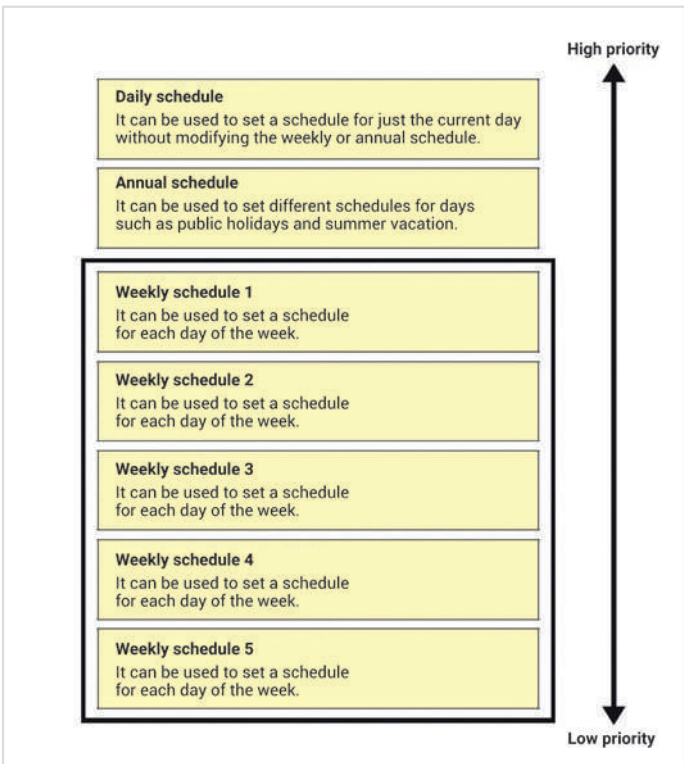 High priority
Daily schedule
It can be used to set a schedule for just the current day
without modifying the weekly or annual schedule.
Annual schedule
It can be used to set different schedules for days
such as public holidays and summer vacation.
Weekly schedule 1
It can be used to set a schedule
for each day of the week.
Weekly schedule 2
It can be used to set a schedule
for each day of the week.
Weekly schedule 3
It can be used to set a schedule
for each day of the week.
Weekly schedule 4
It can be used to set a schedule
for each day of the week.
Weekly schedule 5
It can be used to set a schedule
for each day of the week.
Low priority